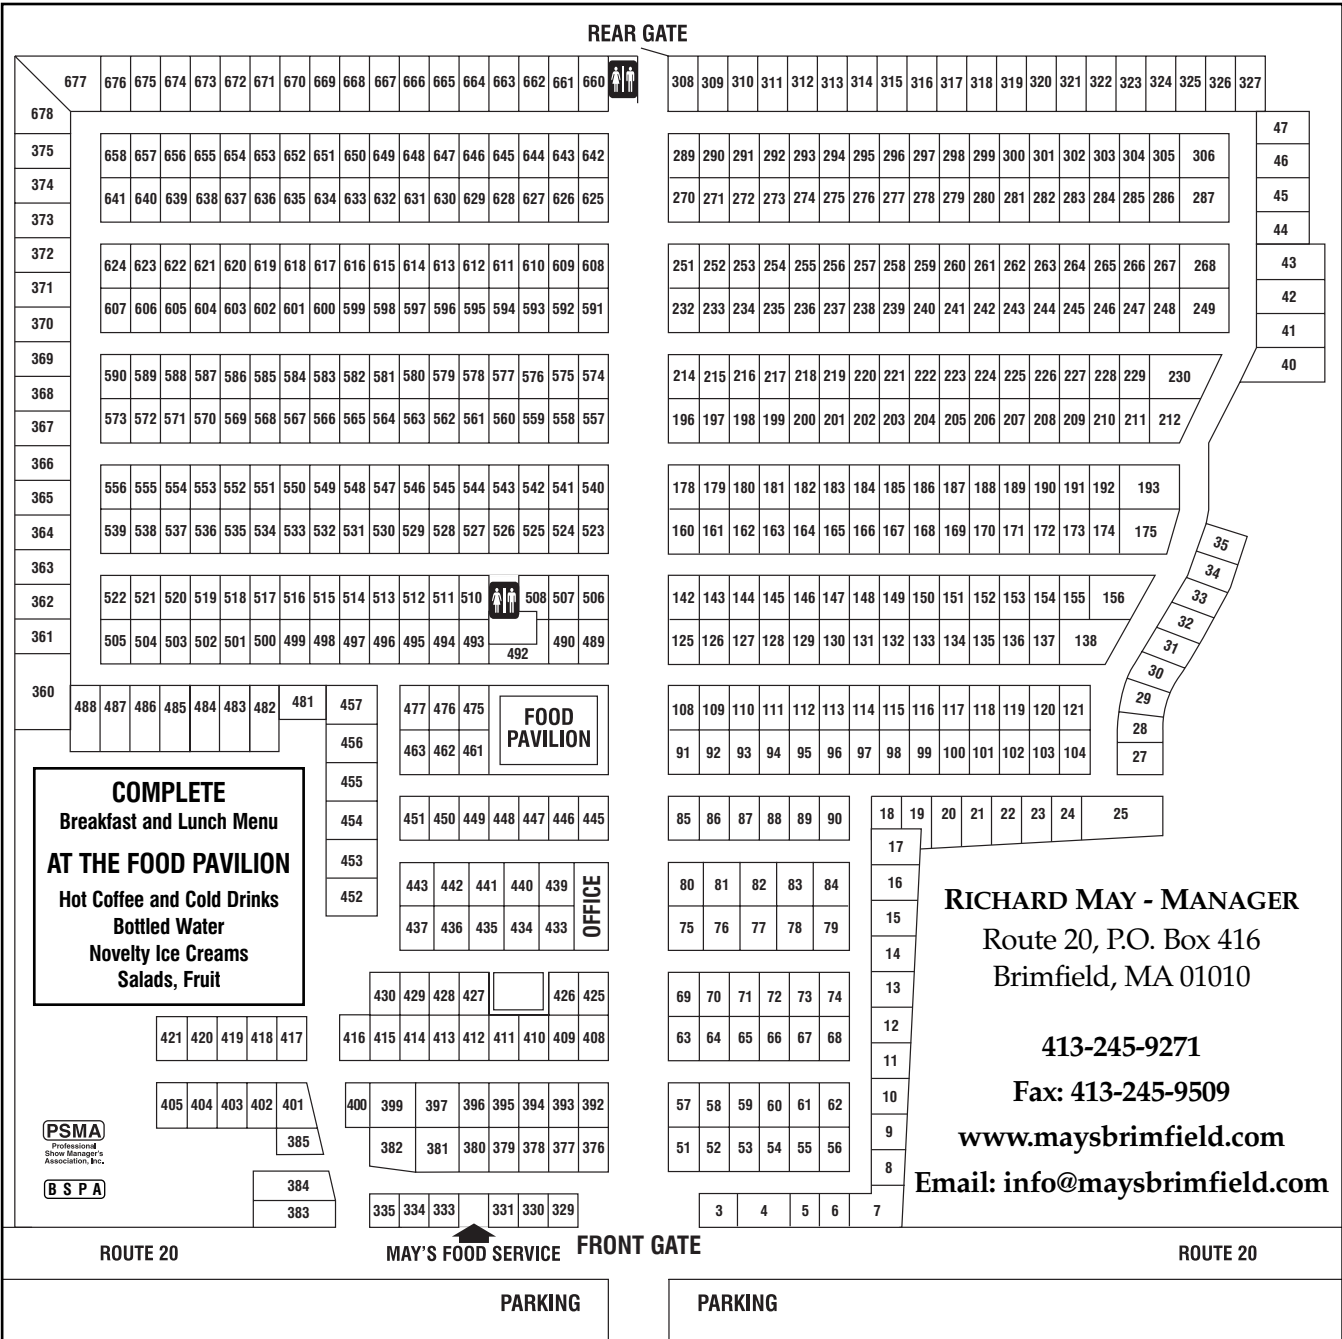 REAR GATE
677 676 675 674 673 672 671 670 669 668 667 666 665 664 663 662 661 660 308 309 310 311 312 313 314 315 316 317 318 319 320 321 322 323 324 325 326 327
678
47
375
658 657 656 655 654 653 652 651 650 649 648 647 646 645 644 643 642 289 290 291 292 293 294 295 296 297 298 299 300 301 302 303 304 305 306
46
374
641 640 639 638 637 636 635 634 633 632 631 630 629 628 627 626 625 270 271 272 273 274 275 276 277 278 279 280 281 282 283 284 285 286 287
45
373
44
372
624 623 622 621 620 619 618 617 616 615 614 613 612 611 610 609 608 251 252 253 254 255 256 257 258 259 260 261 262 263 264 265 266 267 268
43
371
42
607 606 605 604 603 602 601 600 599 598 597 596 595 594 593 592 591 232 233 234 235 236 237 238 239 240 241 242 243 244 245 246 247 248 249
370
41
369
40
590 589 588 587 586 585 584 583 582 581 580 579 578 577 576 575 574 214 215 216 217 218 219 220 221 222 223 224 225 226 227 228 229 230
368
573 572 571 570 569 568 567 566 565 564 563 562 561 560 559 558 557 196 197 198 199 200 201 202 203 204 205 206 207 208 209 210 211 212
367
366
556 555 554 553 552 551 550 549 548 547 546 545 544 543 542 541 540 178 179 180 181 182 183 184 185 186 187 188 189 190 191 192 193
365
364
539 538 537 536 535 534 533 532 531 530 529 528 527 526 525 524 523 160 161 162 163 164 165 166 167 168 169 170 171 172 173 174 175
35
363
34
522 521 520 519 518 517 516 515 514 513 512 511 510 508 507 506 142 143 144 145 146 147 148 149 150 151 152 153 154 155 156
33
362
32
361
505 504 503 502 501 500 499 498 497 496 495 494 493 492 490 489 125 126 127 128 129 130 131 132 133 134 135 136 137 138
31
30
360
29
488 487 486 485 484 483 482 481 457 477 476 475 108 109 110 111 112 113 114 115 116 117 118 119 120 121
FOOD
PAVILION
28
456 463 462 461 91 92 93 94 95 96 97 98 99 100 101 102 103 104
27
455
454 451 450 449 448 447 446 445 85 86 87 88 89 90 18 19 20 21 22 23 24 25
453
17
452 443 442 441 440 439 80 81 82 83 84 16
OFFICE
437 436 435 434 433 75 76 77 78 79 15
14
430 429 428 427 426 425 69 70 71 72 73 74 13
421 420 419 418 417 416 415 414 413 412 411 410 409 408 63 64 65 66 67 68 12
11
405 404 403 402 401 400 399 397 396 395 394 393 392 57 58 59 60 61 62 10
385 382 381 380 379 378 377 376 51 52 53 54 55 56 9
8
384
383 335 334 333 331 330 329 3 4 5 6 7
COMPLETE
Breakfast and Lunch Menu
AT THE FOOD PAVILION
Hot Coffee and Cold Drinks
Bottled Water
Novelty Ice Creams
Salads, Fruit
RICHARD MAY - MANAGER
Route 20, P.O. Box 416
Brimfield, MA 01010
413-245-9271
Fax: 413-245-9509
www.maysbrimfield.com
Email: info@maysbrimfield.com
PSMA
Professional
Show Manager's
Association, Inc.
BSPA
ROUTE 20
MAY'S FOOD SERVICE
FRONT GATE
ROUTE 20
PARKING
PARKING